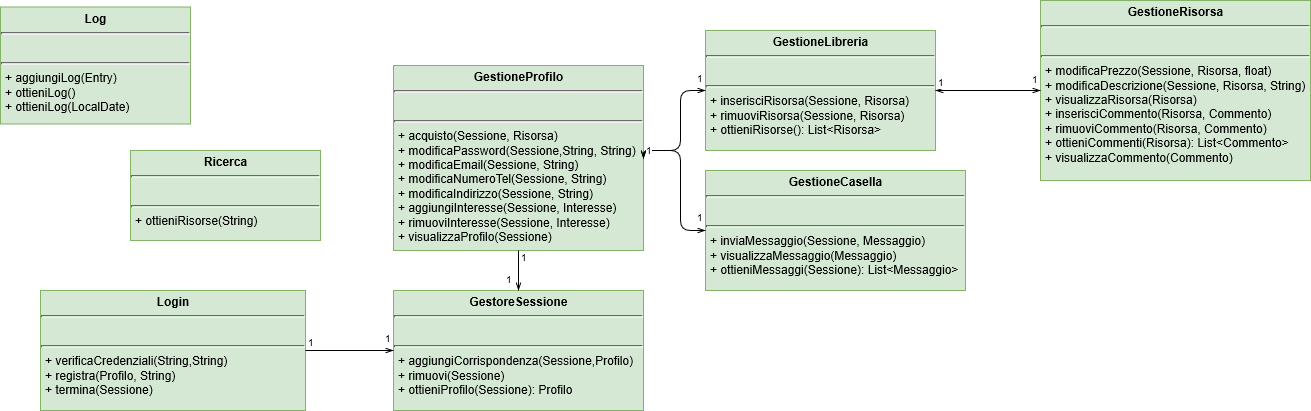 Log
+ aggiungiLog(Entry)
+ ottieniLog()
+ ottieniLog(LocalDate)
Ricerca
+ ottieniRisorse(String)
Login
+ verificaCredenziali(String,String)
+ registra(Profilo, String)
+ termina(Sessione)
1
1
GestioneProfilo
+ acquisto(Sessione, Risorsa)
+ modificaPassword(Sessione,String, String)
+ modificaEmail(Sessione, String)
+ modificaNumeroTel(Sessione, String)
+ modificaIndirizzo(Sessione, String)
+ aggiungiInteresse(Sessione, Interesse)
+ rimuoviInteresse(Sessione, Interesse)
+ visualizzaProfilo(Sessione)
1
1
GestoreSessione
+ aggiungiCorrispondenza(Sessione,Profilo)
+ rimuovi(Sessione)
+ ottieniProfilo(Sessione): Profilo
1
1
1
GestioneLibreria
+ inserisciRisorsa(Sessione, Risorsa)
+ rimuoviRisorsa(Sessione, Risorsa)
+ ottieniRisorse(): List<Risorsa>
GestioneCasella
+ inviaMessaggio(Sessione, Messaggio)
+ visualizzaMessaggio(Messaggio)
+ ottieniMessaggi(Sessione): List<Messaggio>
1
1
GestioneRisorsa
+ modificaPrezzo(Sessione, Risorsa, float)
+ modificaDescrizione(Sessione, Risorsa, String)
+ visualizzaRisorsa(Risorsa)
+ inserisciCommento(Risorsa, Commento)
+ rimuoviCommento(Risorsa, Commento)
+ ottieniCommenti(Risorsa): List<Commento>
+ visualizzaCommento(Commento)